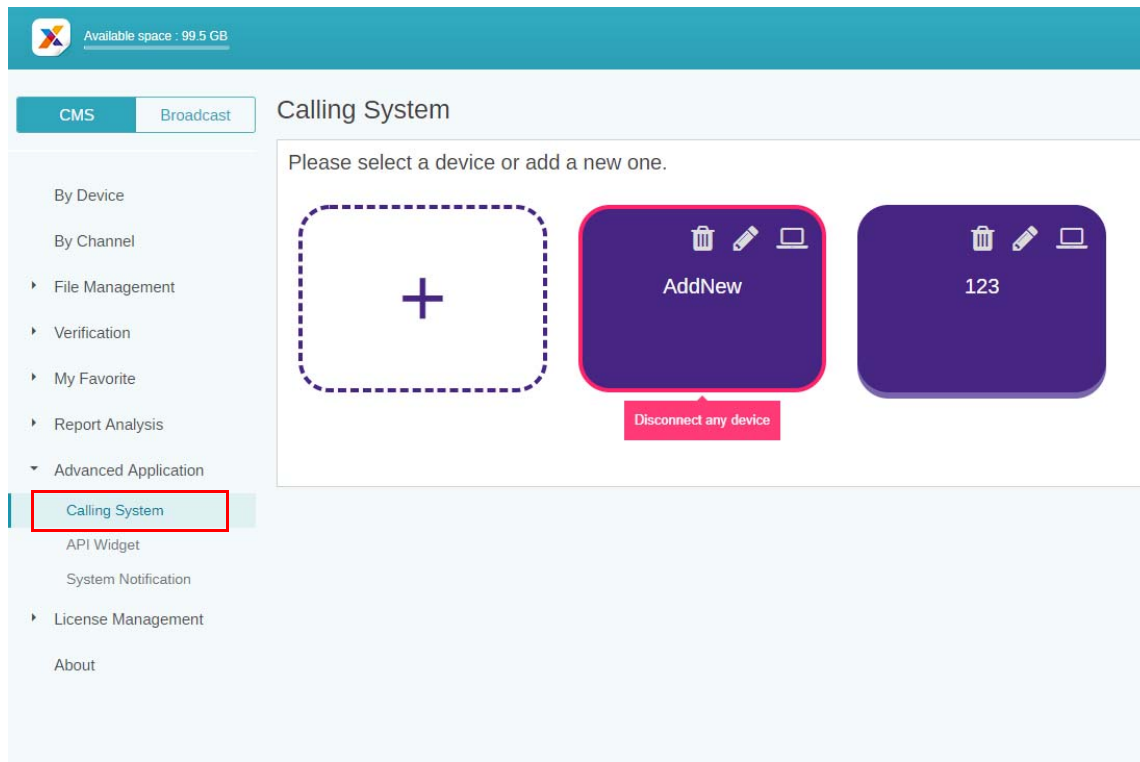 Available space : 99.5 GB
CMS
Broadcast
By Device
By Channel
File Management
Verification
My Favorite
Report Analysis
Advanced Application
Calling System
API Widget
System Notification
License Management
About
Calling System
Please select a device or add a new one.
AddNew
123
Disconnect any device